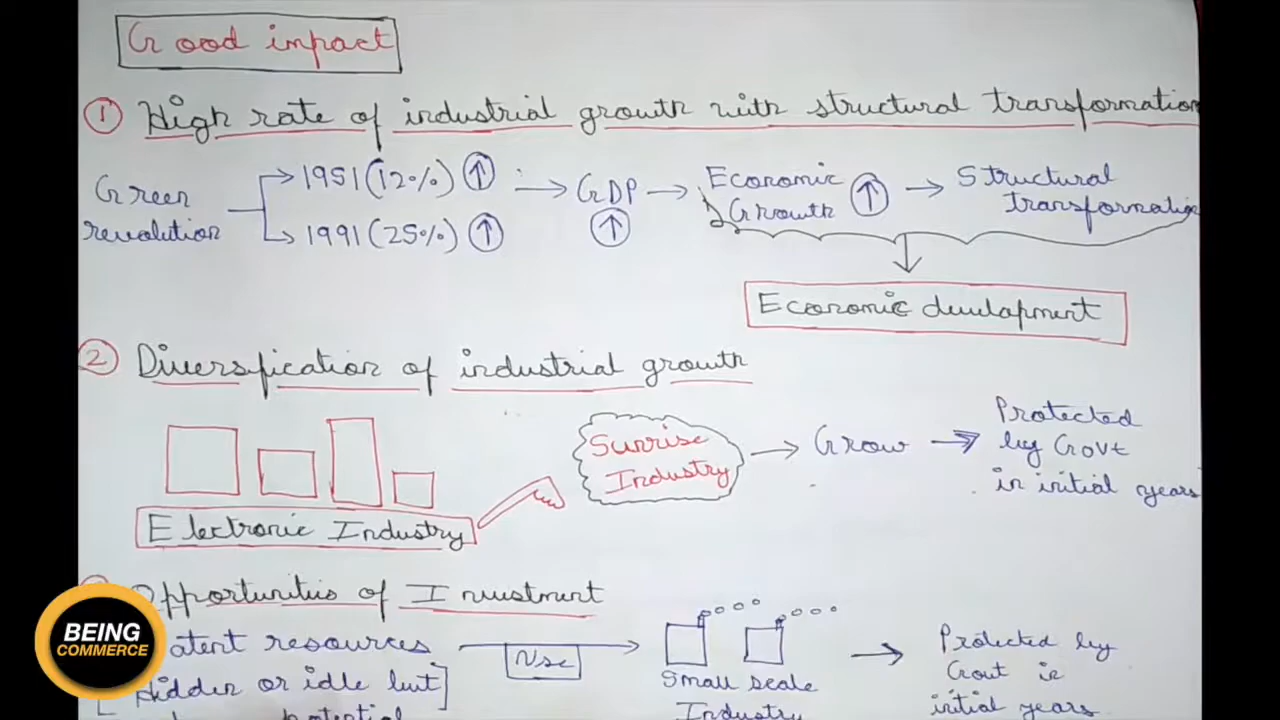 Good impact
① High rate of industrial growth with structural transformation
Green revolution
1951 (12%) ↑
1991 (25%) ↑
→ GDP ↑ → Economic Growth ↑ → Structural transformation
Economic development
② Diversification of industrial growth
Electronic Industry
Sunrise Industry
→ Grow →
Protected
by Govt
in initial years
Opportunities of Investment
atent resources
Hidden or idle but
potential
Use
Small scale
Industry
Protected by
Govt in
initial years
BEING
COMMERCE